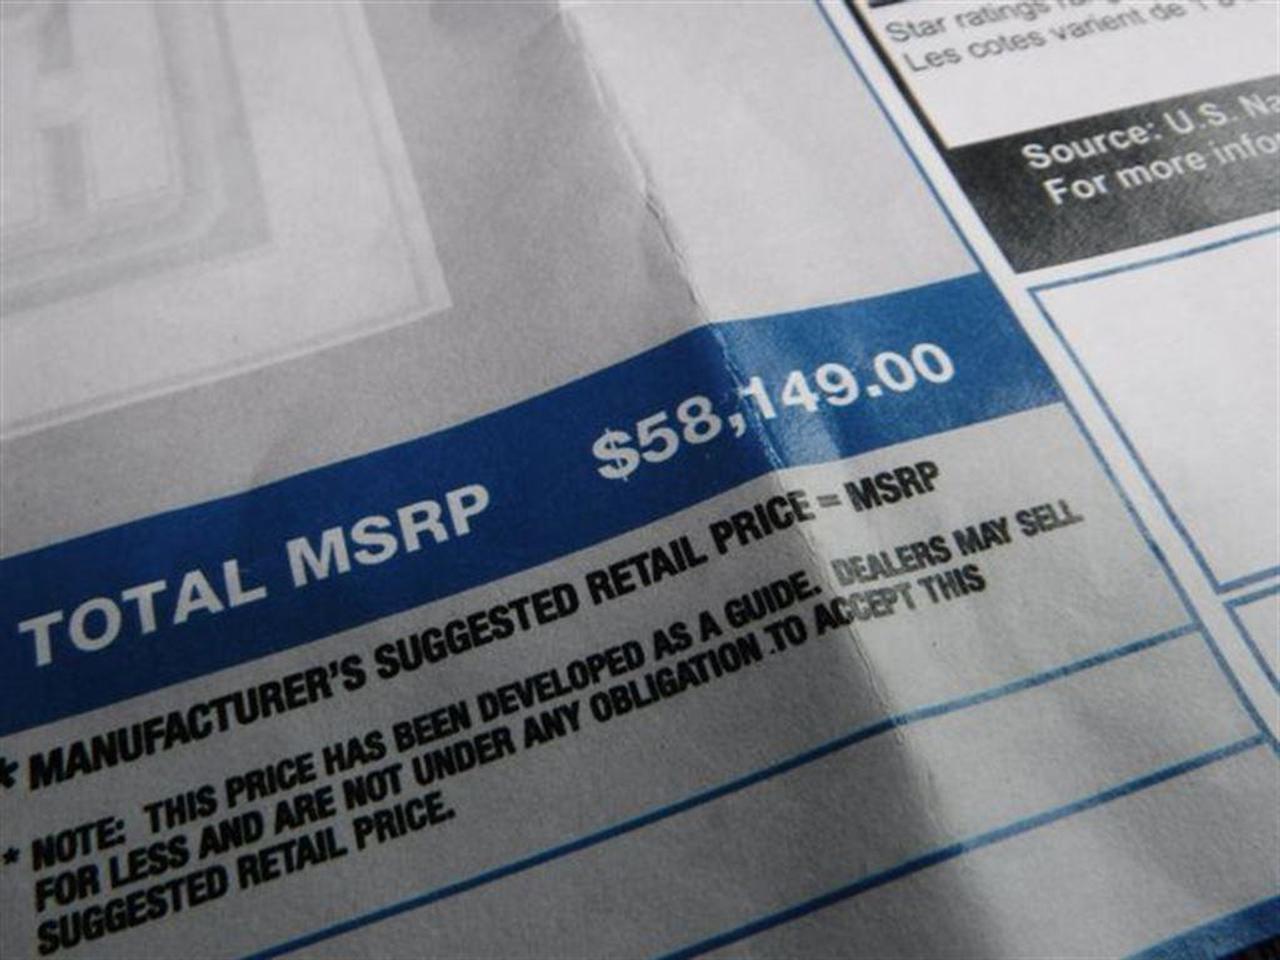 Star ratings
Les cotes varient de 1
Source: U.S.
For more
TOTAL MSRP $58,149.00
* MANUFACTURER'S SUGGESTED RETAIL PRICE = MSRP
* NOTE: THIS PRICE HAS BEEN DEVELOPED AS A GUIDE. DEALERS MAY SELL
FOR LESS AND ARE NOT UNDER ANY OBLIGATION .TO ACCEPT THIS
SUGGESTED RETAIL PRICE.